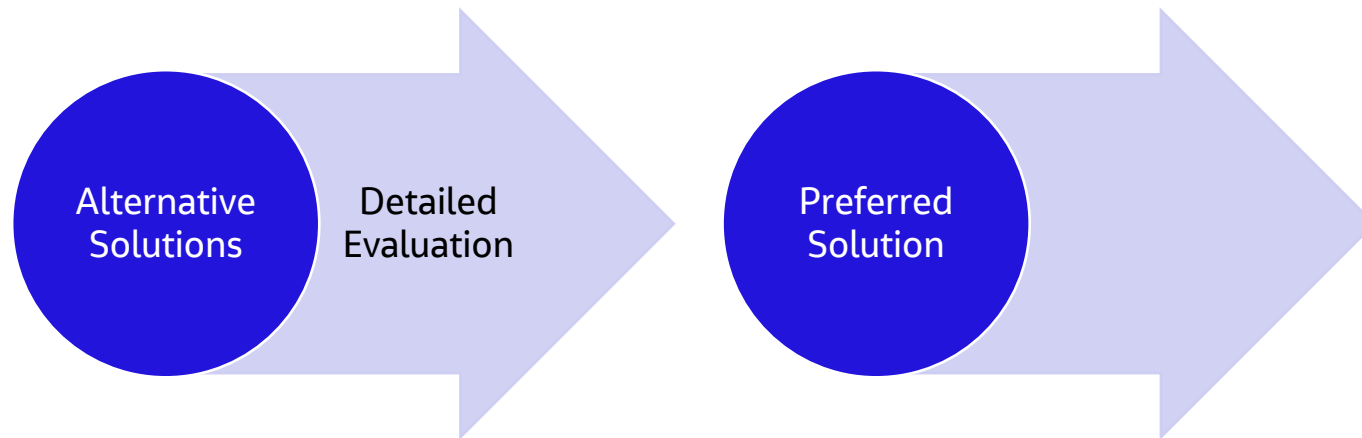 Alternative
Solutions
Detailed
Evaluation
Preferred
Solution